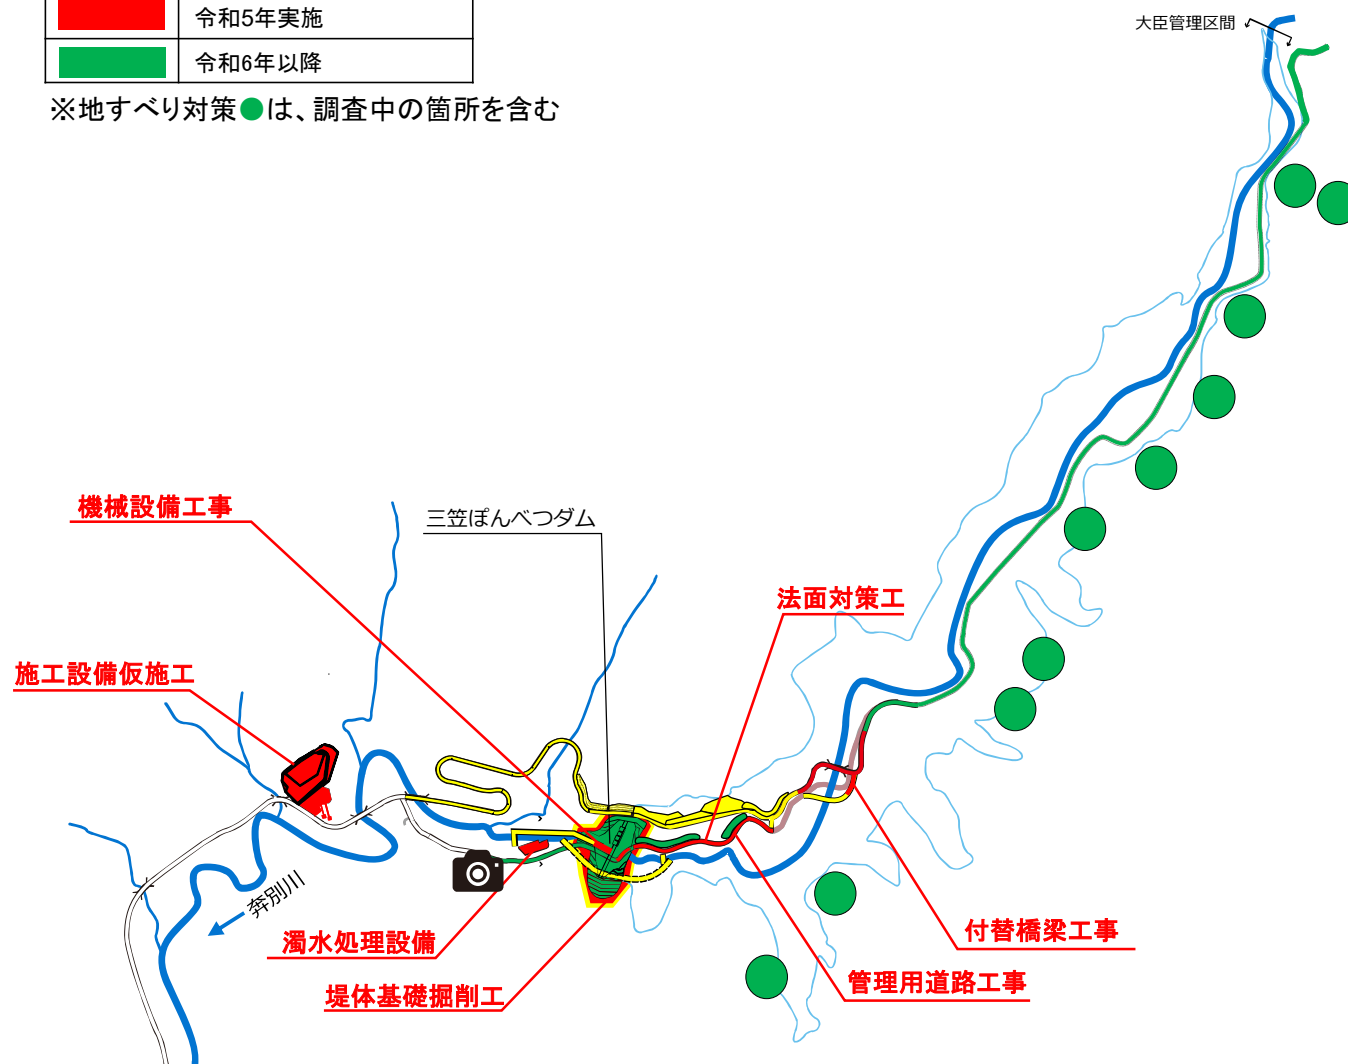 令和5年実施
令和6年以降
※地すべり対策●は、調査中の箇所を含む
大臣管理区間
機械設備工事
三笠ぽんべつダム
法面対策工
施工設備仮施工
奔別川
濁水処理設備
付替橋梁工事
堤体基礎掘削工
管理用道路工事